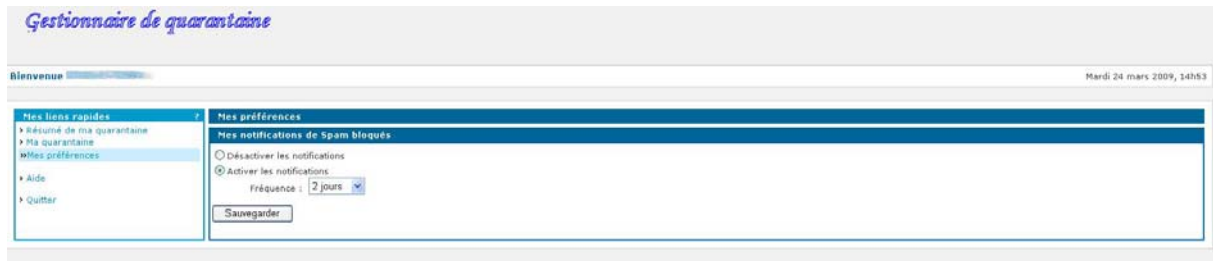 Gestionnaire de quarantaine
Bienvenue
Mardi 24 mars 2009, 14h53
Mes liens rapides ?
Résumé de ma quarantaine
Ma quarantaine
Mes préférences
Aide
Quitter
Mes préférences
Mes notifications de Spam bloqués
Désactiver les notifications
Activer les notifications
Fréquence : 2 jours
Sauvegarder